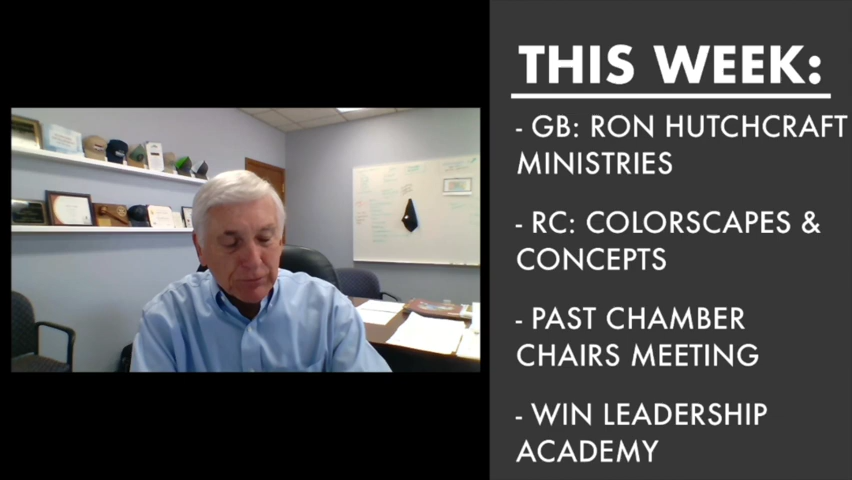 THIS WEEK:
- GB: RON HUTCHCRAFT
MINISTRIES
- RC: COLORSCAPES &
CONCEPTS
- PAST CHAMBER
CHAIRS MEETING
- WIN LEADERSHIP
ACADEMY